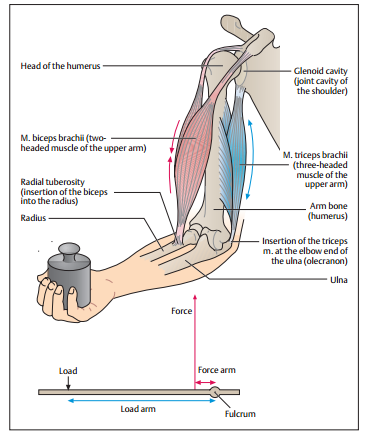 Head of the humerus
Glenoid cavity
(joint cavity of
the shoulder)
M. biceps brachii (two-
headed muscle of the upper arm)
M. triceps brachii
(three-headed
muscle of the
upper arm)
Radial tuberosity
(insertion of the biceps
into the radius)
Radius
Arm bone
(humerus)
Insertion of the triceps
m. at the elbow end of
the ulna (olecranon)
Ulna
Force
Load
Force arm
Load arm
Fulcrum